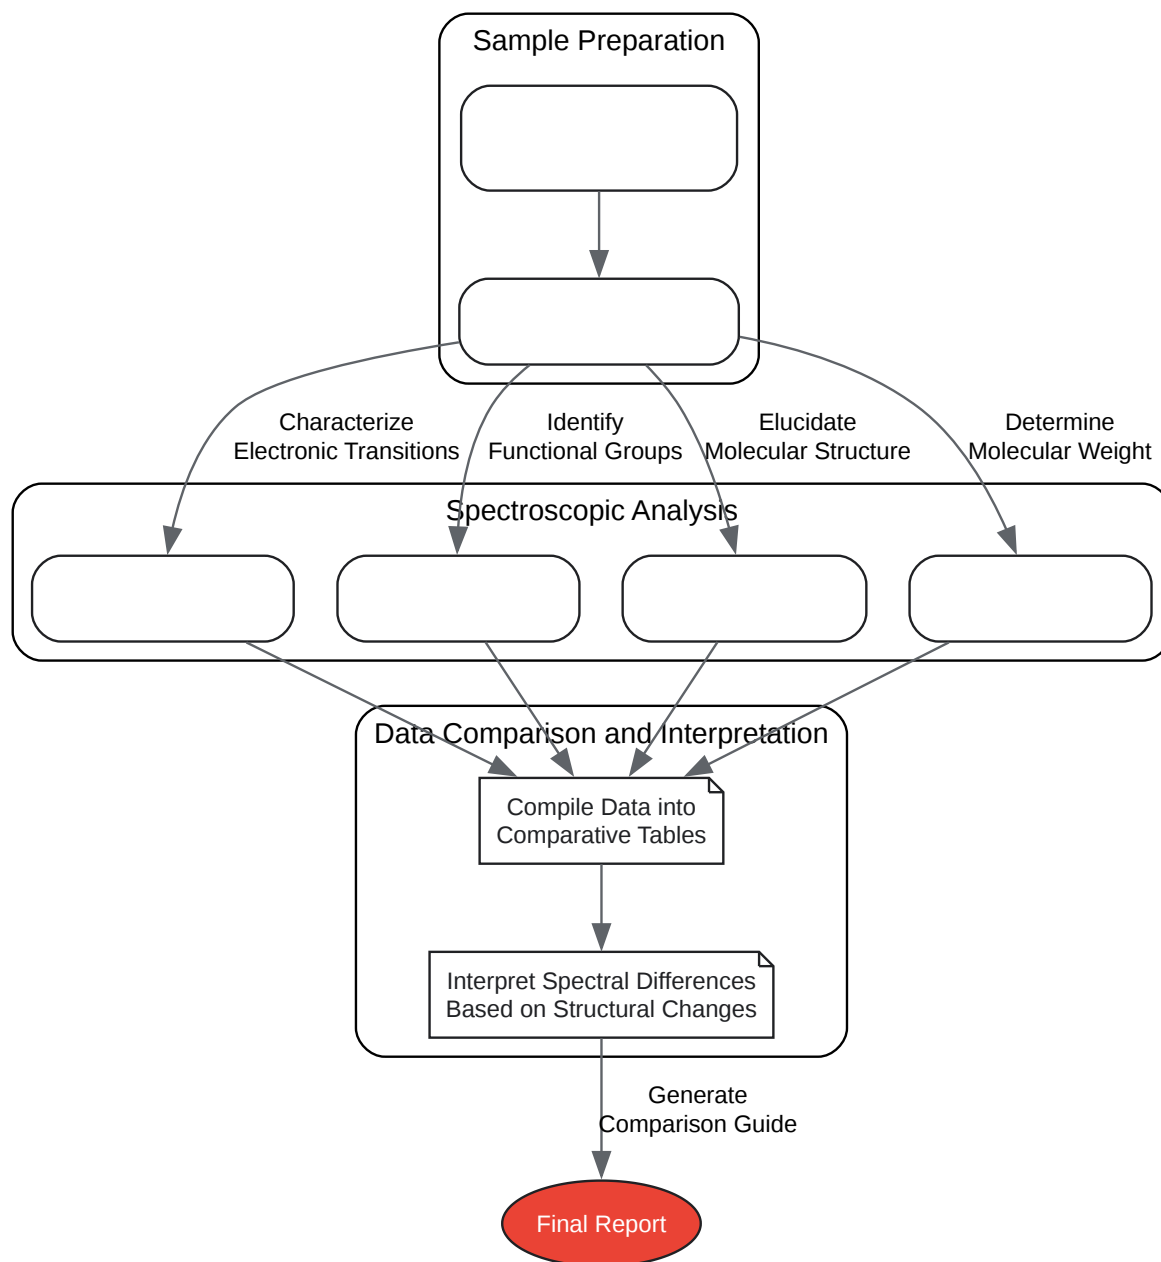 Sample Preparation
Characterize
Electronic Transitions
Identify
Functional Groups
Elucidate
Molecular Structure
Determine
Molecular Weight
Spectroscopic Analysis
Data Comparison and Interpretation
Compile Data into
Comparative Tables
Interpret Spectral Differences
Based on Structural Changes
Generate
Comparison Guide
Final Report